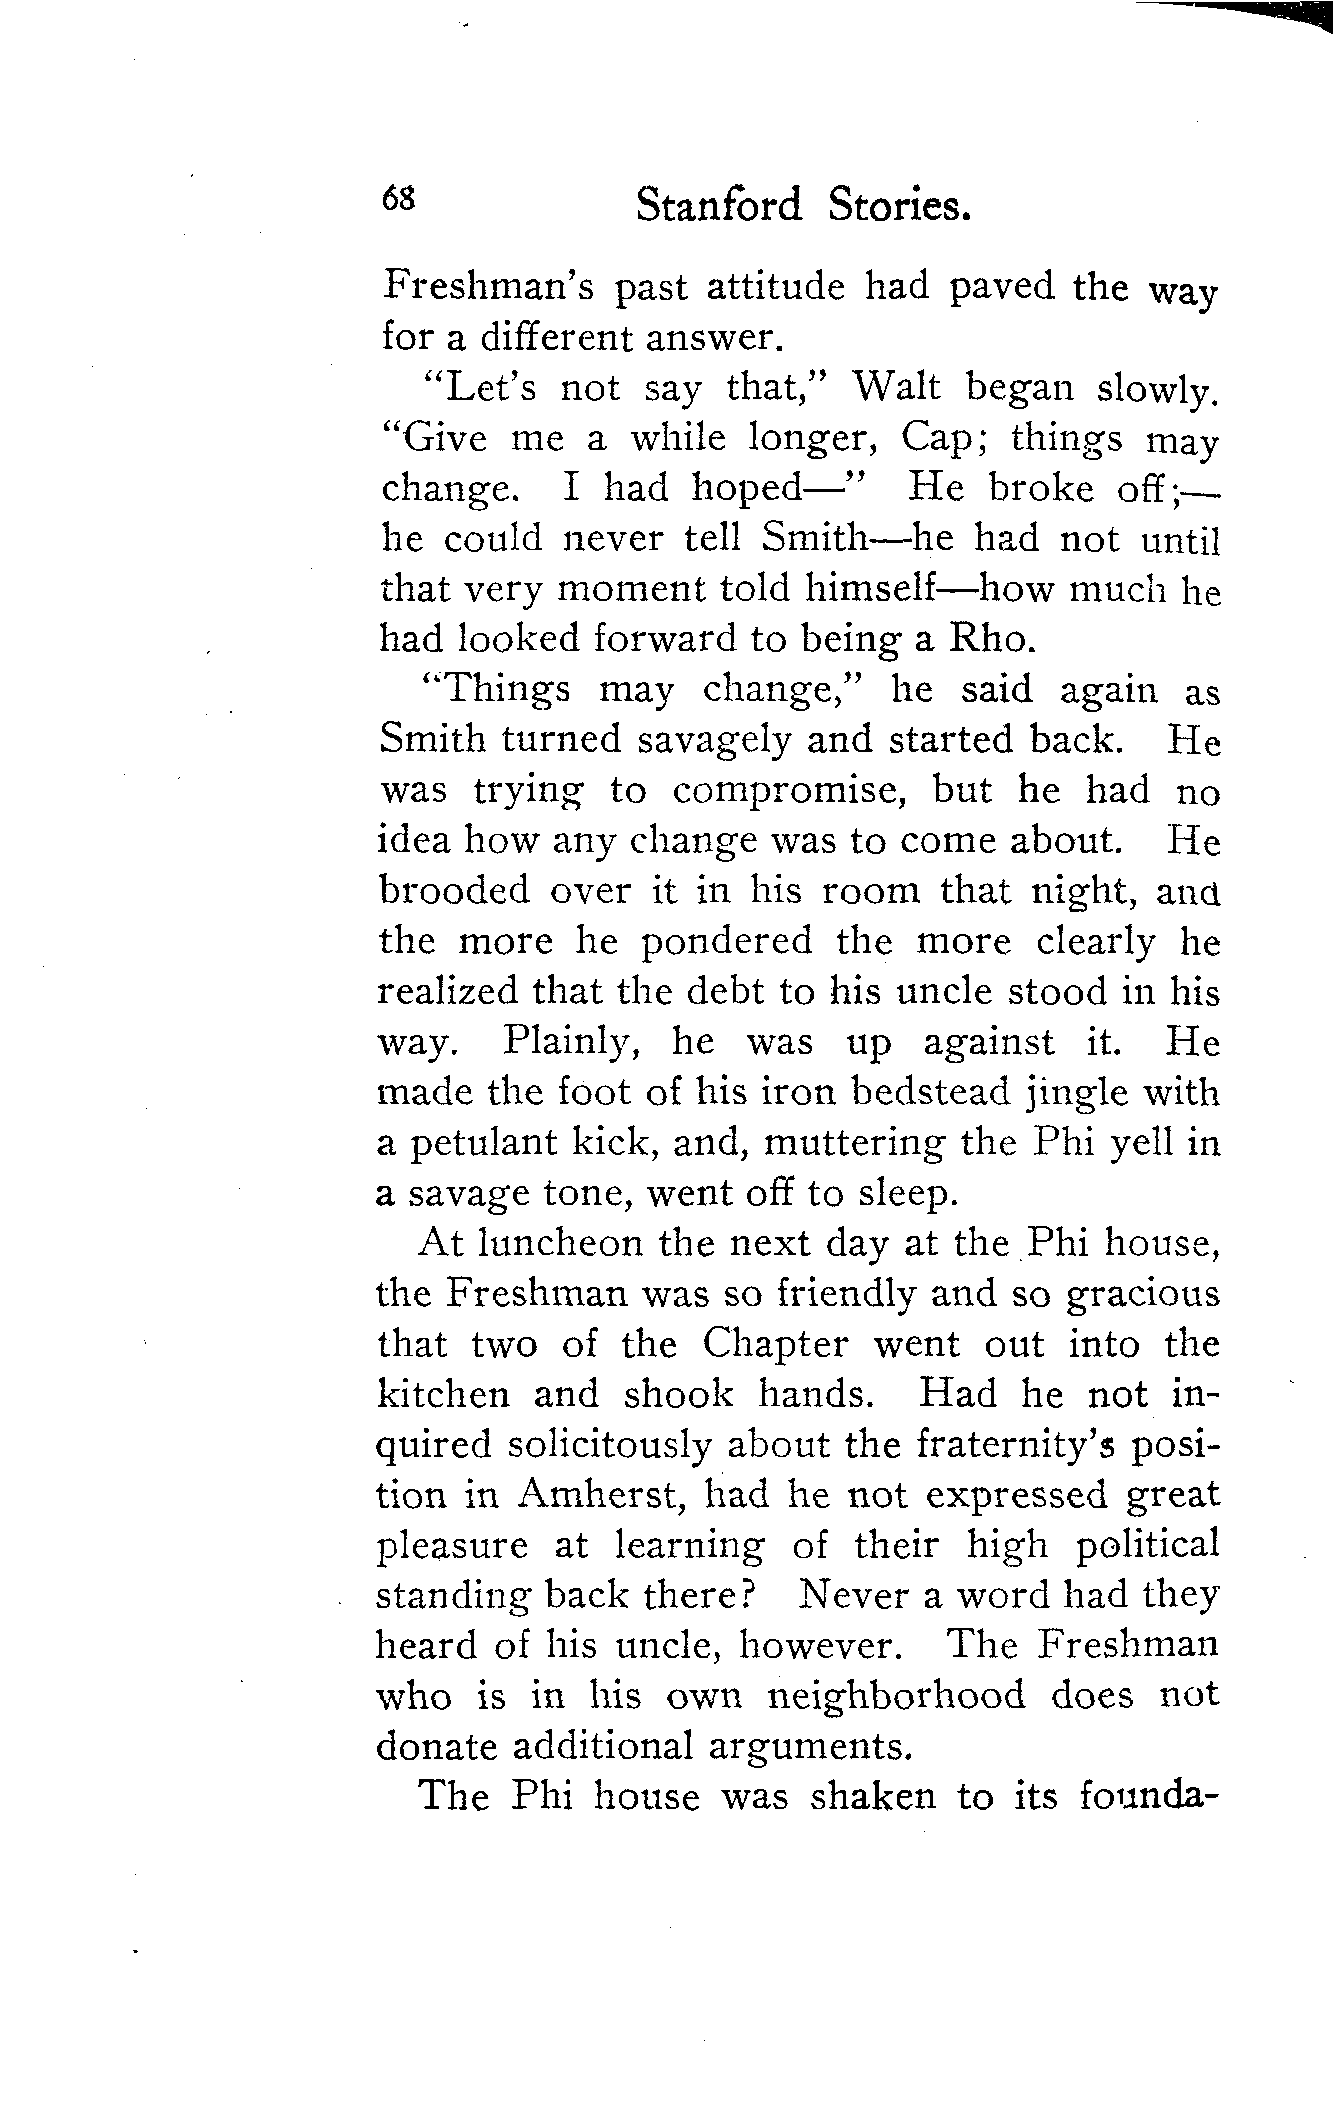 68 Stanford Stories.
Freshman's past attitude had paved the way
for a different answer.
“Let's not say that,” Walt began slowly.
“Give me a while longer, Cap; things may
change. I had hoped—” He broke off;—
he could never tell Smith—he had not until
that very moment told himself—how much he
had looked forward to being a Rho.
“Things may change,” he said again as
Smith turned savagely and started back. He
was trying to compromise, but he had no
idea how any change was to come about. He
brooded over it in his room that night, and
the more he pondered the more clearly he
realized that the debt to his uncle stood in his
way. Plainly, he was up against it. He
made the foot of his iron bedstead jingle with
a petulant kick, and, muttering the Phi yell in
a savage tone, went off to sleep.
At luncheon the next day at the Phi house,
the Freshman was so friendly and so gracious
that two of the Chapter went out into the
kitchen and shook hands. Had he not in-
quired solicitously about the fraternity's posi-
tion in Amherst, had he not expressed great
pleasure at learning of their high political
standing back there? Never a word had they
heard of his uncle, however. The Freshman
who is in his own neighborhood does not
donate additional arguments.
The Phi house was shaken to its founda-